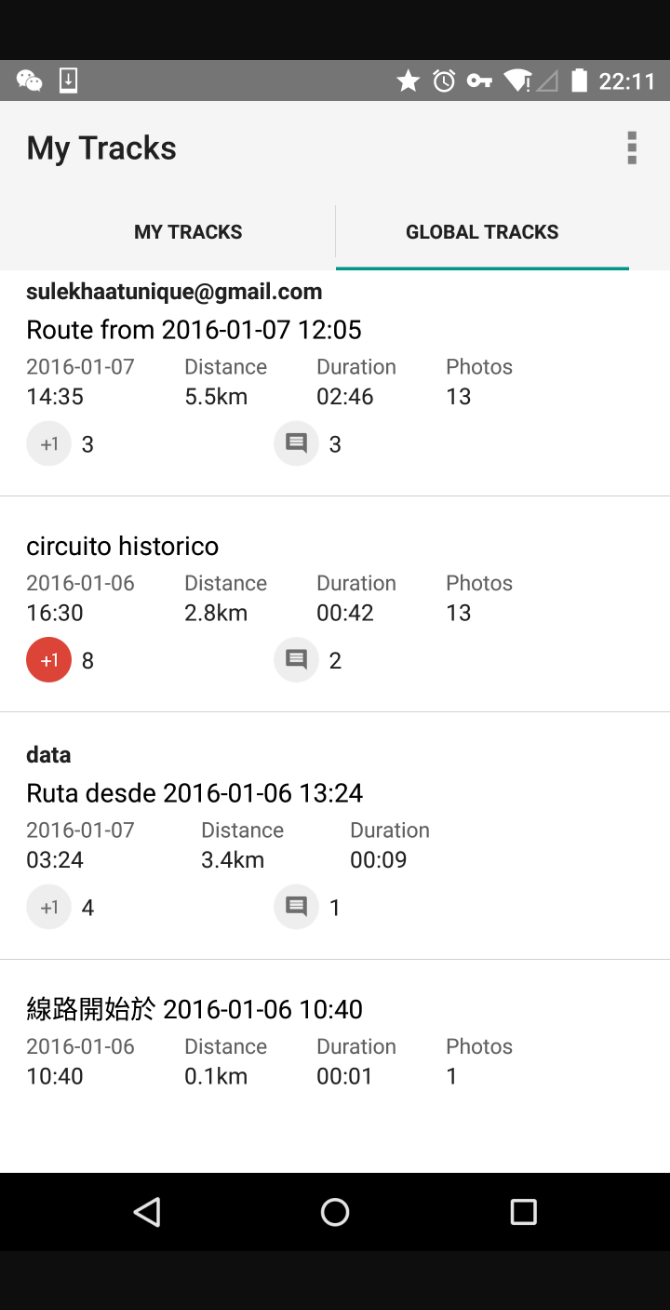 22:11
My Tracks
MY TRACKS GLOBAL TRACKS
sulekhaatunique@gmail.com
Route from 2016-01-07 12:05
2016-01-07 Distance Duration Photos
14:35 5.5km 02:46 13
+1 3 3
circuito historico
2016-01-06 Distance Duration Photos
16:30 2.8km 00:42 13
+1 8 2
data
Ruta desde 2016-01-06 13:24
2016-01-07 Distance Duration
03:24 3.4km 00:09
+1 4 1
線路開始於 2016-01-06 10:40
2016-01-06 Distance Duration Photos
10:40 0.1km 00:01 1